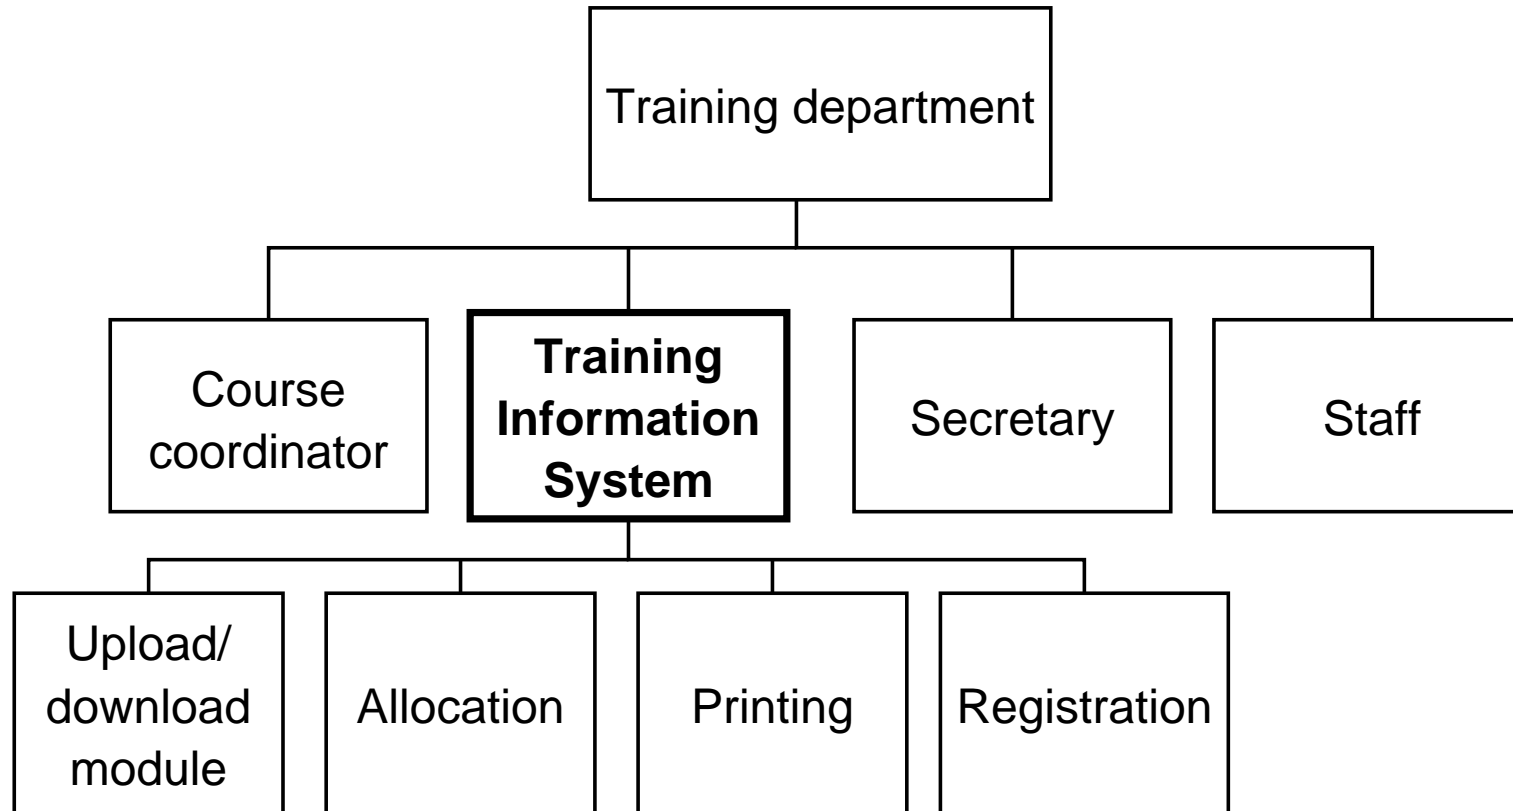 Training department
Course
coordinator
Training
Information
System
Secretary
Staff
Upload/
download
module
Allocation
Printing
Registration